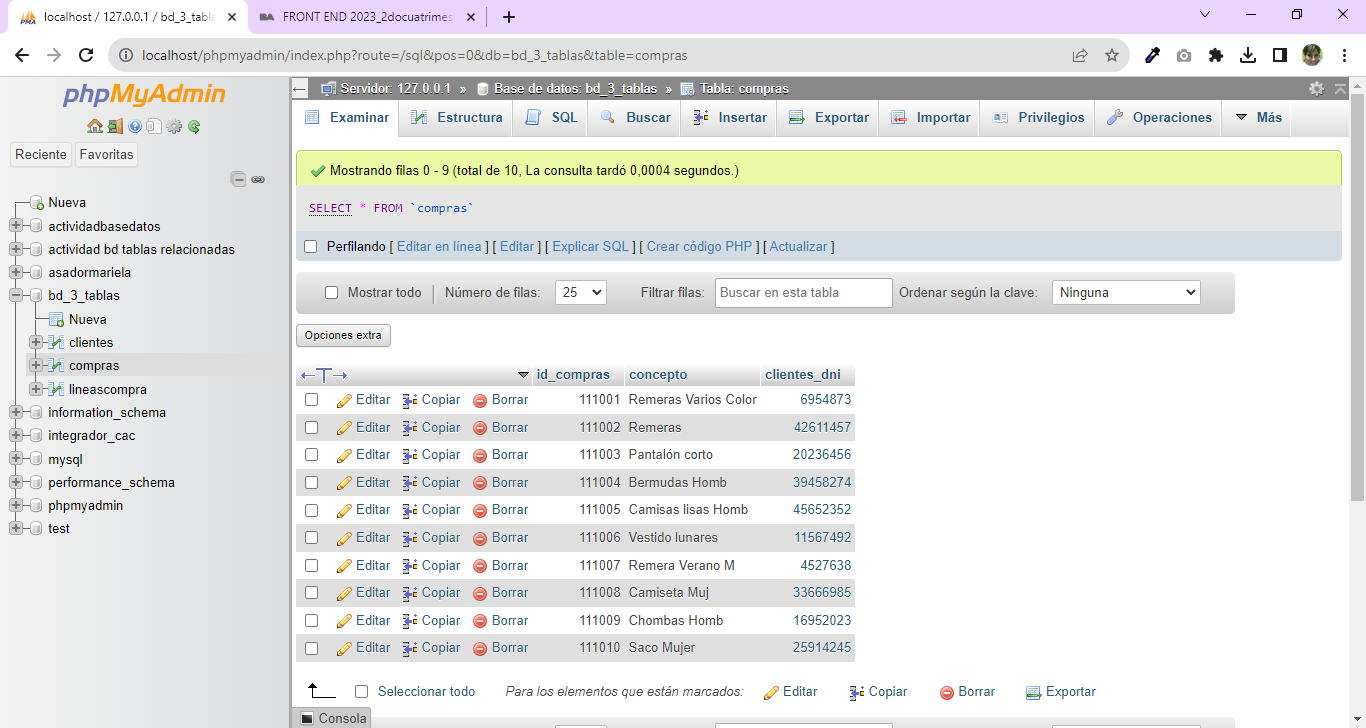 localhost / 127.0.0.1 / bd_3_tabla
FRONT END 2023_2docuatrimes
localhost/phpmyadmin/index.php?route=/sql&pos=0&db=bd_3_tablas&table=compras
phpMyAdmin
Reciente Favoritas
Nueva
actividadbasedatos
actividad bd tablas relacionadas
asadormariela
bd_3_tablas
Nueva
clientes
compras
lineascompra
information_schema
integrador_cac
mysql
performance_schema
phpmyadmin
test
Servidor: 127.0.0.1 » Base de datos: bd_3_tablas » Tabla: compras
Examinar Estructura SQL Buscar Insertar Exportar Importar Privilegios Operaciones Más
Mostrando filas 0 - 9 (total de 10, La consulta tardó 0,0004 segundos.)
SELECT * FROM `compras`
Perfilando [ Editar en línea ] [ Editar ] [ Explicar SQL ] [ Crear código PHP ] [ Actualizar ]
Mostrar todo Número de filas: 25 Filtrar filas: Buscar en esta tabla Ordenar según la clave: Ninguna
Opciones extra
id_compras concepto clientes_dni
Editar Copiar Borrar 111001 Remeras Varios Color 6954873
Editar Copiar Borrar 111002 Remeras 42611457
Editar Copiar Borrar 111003 Pantalón corto 20236456
Editar Copiar Borrar 111004 Bermudas Homb 39458274
Editar Copiar Borrar 111005 Camisas lisas Homb 45652352
Editar Copiar Borrar 111006 Vestido lunares 11567492
Editar Copiar Borrar 111007 Remera Verano M 4527638
Editar Copiar Borrar 111008 Camiseta Muj 33666985
Editar Copiar Borrar 111009 Chombas Homb 16952023
Editar Copiar Borrar 111010 Saco Mujer 25914245
Seleccionar todo Para los elementos que están marcados: Editar Copiar Borrar Exportar
Consola